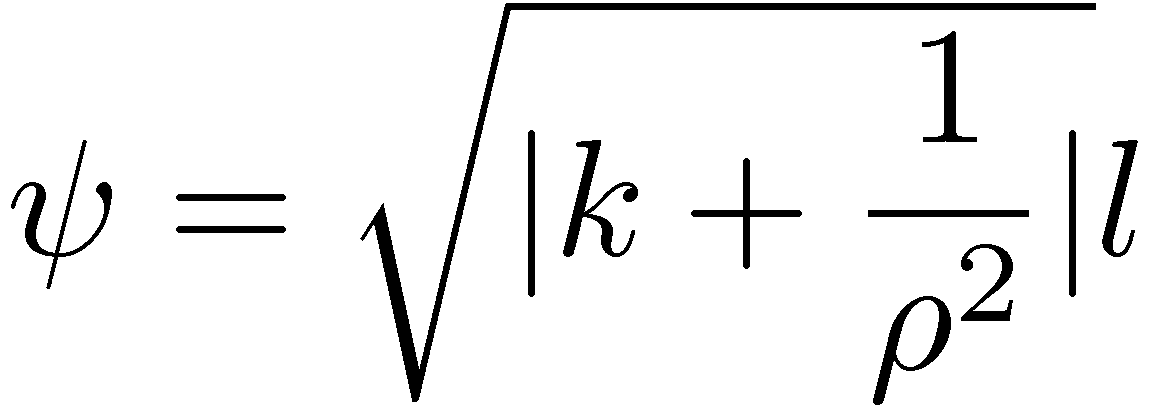 ψ = √|k + 1/ρ²| l